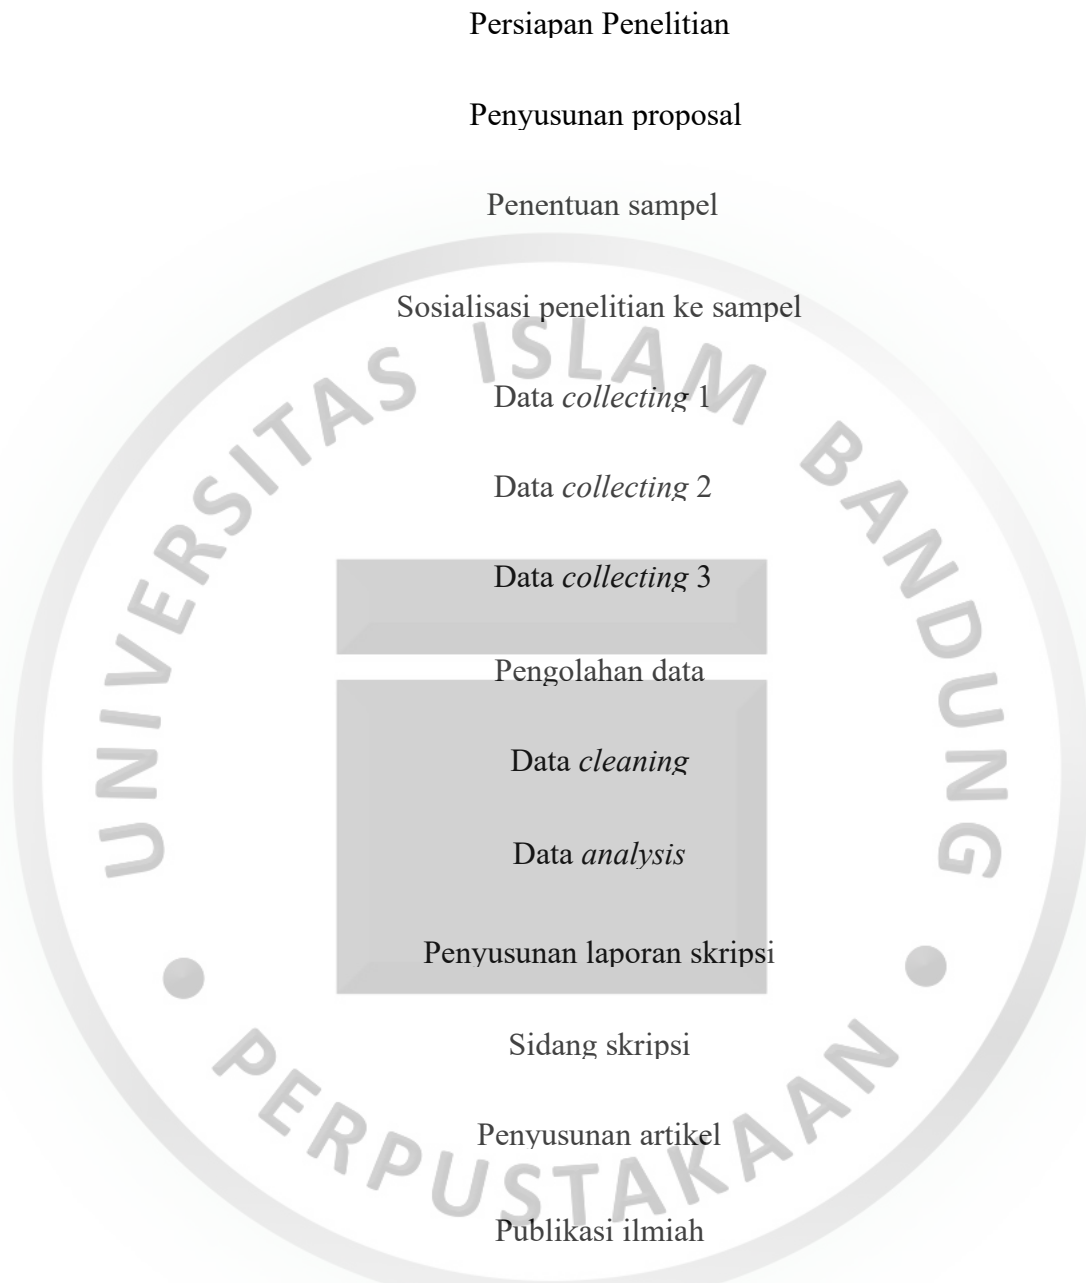 Persiapan Penelitian
Penyusunan proposal
Penentuan sampel
Sosialisasi penelitian ke sampel
Data collecting 1
Data collecting 2
Data collecting 3
Pengolahan data
Data cleaning
Data analysis
Penyusunan laporan skripsi
Sidang skripsi
Penyusunan artikel
Publikasi ilmiah
UNIVERSITAS ISLAM BANDUNG
PERPUSTAKAAN